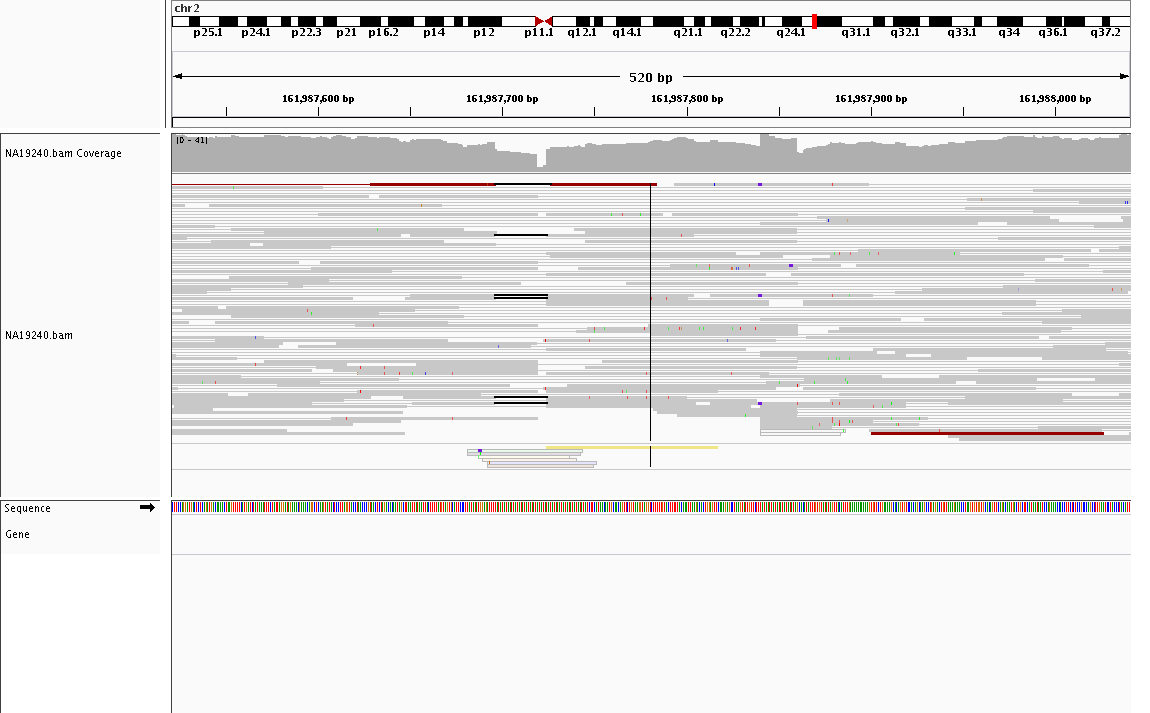 chr2
p25.1 p24.1 p22.3 p21 p16.2 p14 p12 p11.1 q12.1 q14.1 q21.1 q22.2 q24.1 q31.1 q32.1 q33.1 q34 q36.1 q37.2
520 bp
161,987,600 bp 161,987,700 bp 161,987,800 bp 161,987,900 bp 161,988,000 bp
[0 - 41]
NA19240.bam Coverage
NA19240.bam
Sequence
Gene